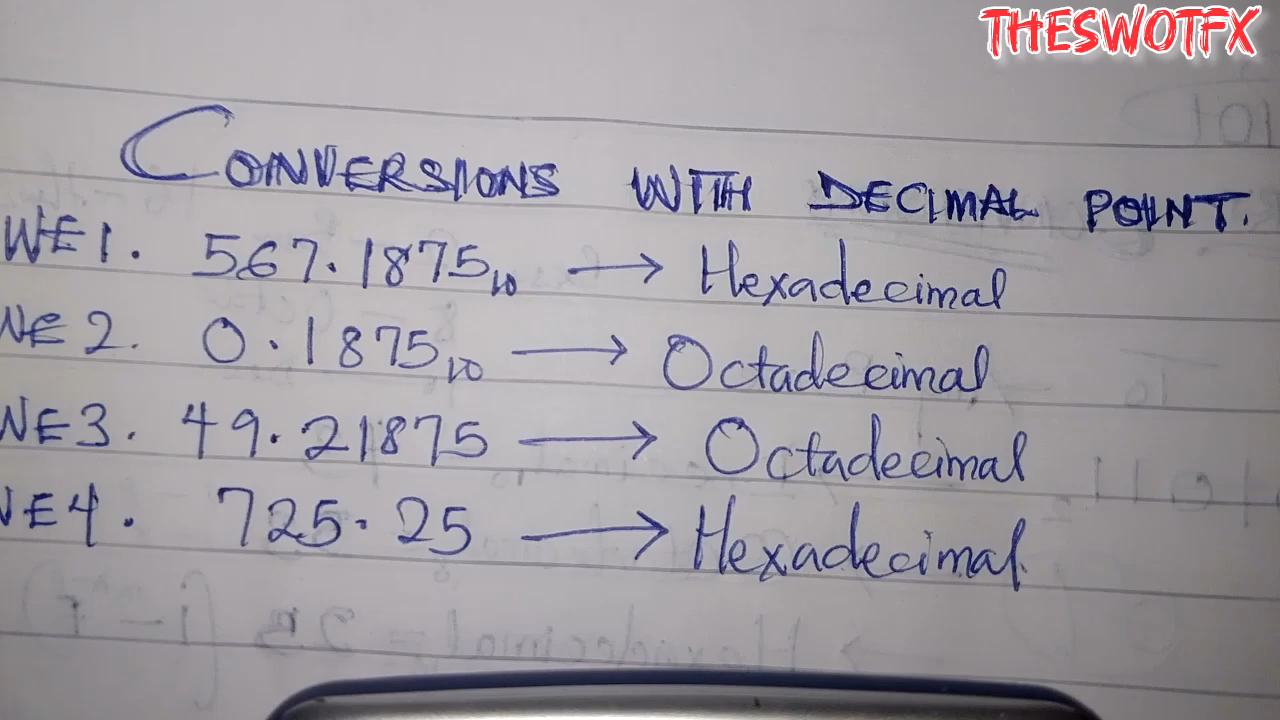 THESWOTFX
CONVERSIONS WITH DECIMAL POINT.
WE1. 567.1875₁₀ → Hexadecimal
WE2. 0.1875₁₀ → Octadecimal
WE3. 49.21875 → Octadecimal
WE4. 725.25 → Hexadecimal.